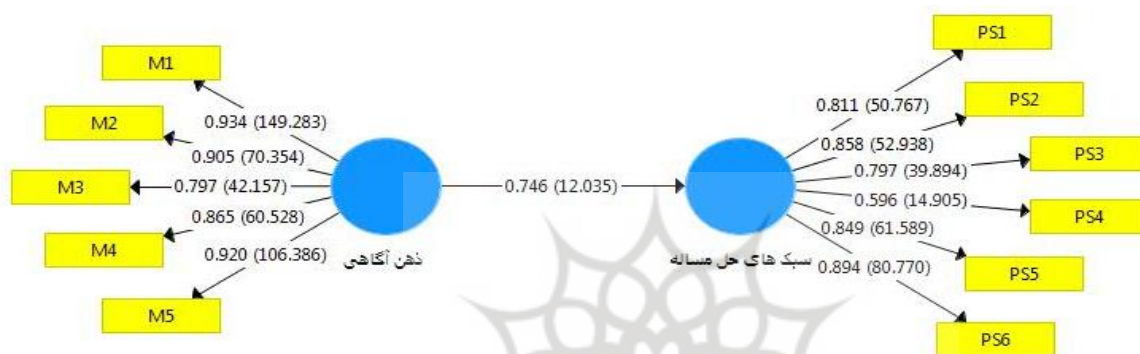 M1
0.934 (149.283)
M2
0.905 (70.354)
M3
0.797 (42.157)
M4
0.865 (60.528)
M5
0.920 (106.386)
ذهن آگاهی
0.746 (12.035)
سبک های حل مساله
PS1
0.811 (50.767)
PS2
0.858 (52.938)
PS3
0.797 (39.894)
PS4
0.596 (14.905)
PS5
0.849 (61.589)
PS6
0.894 (80.770)